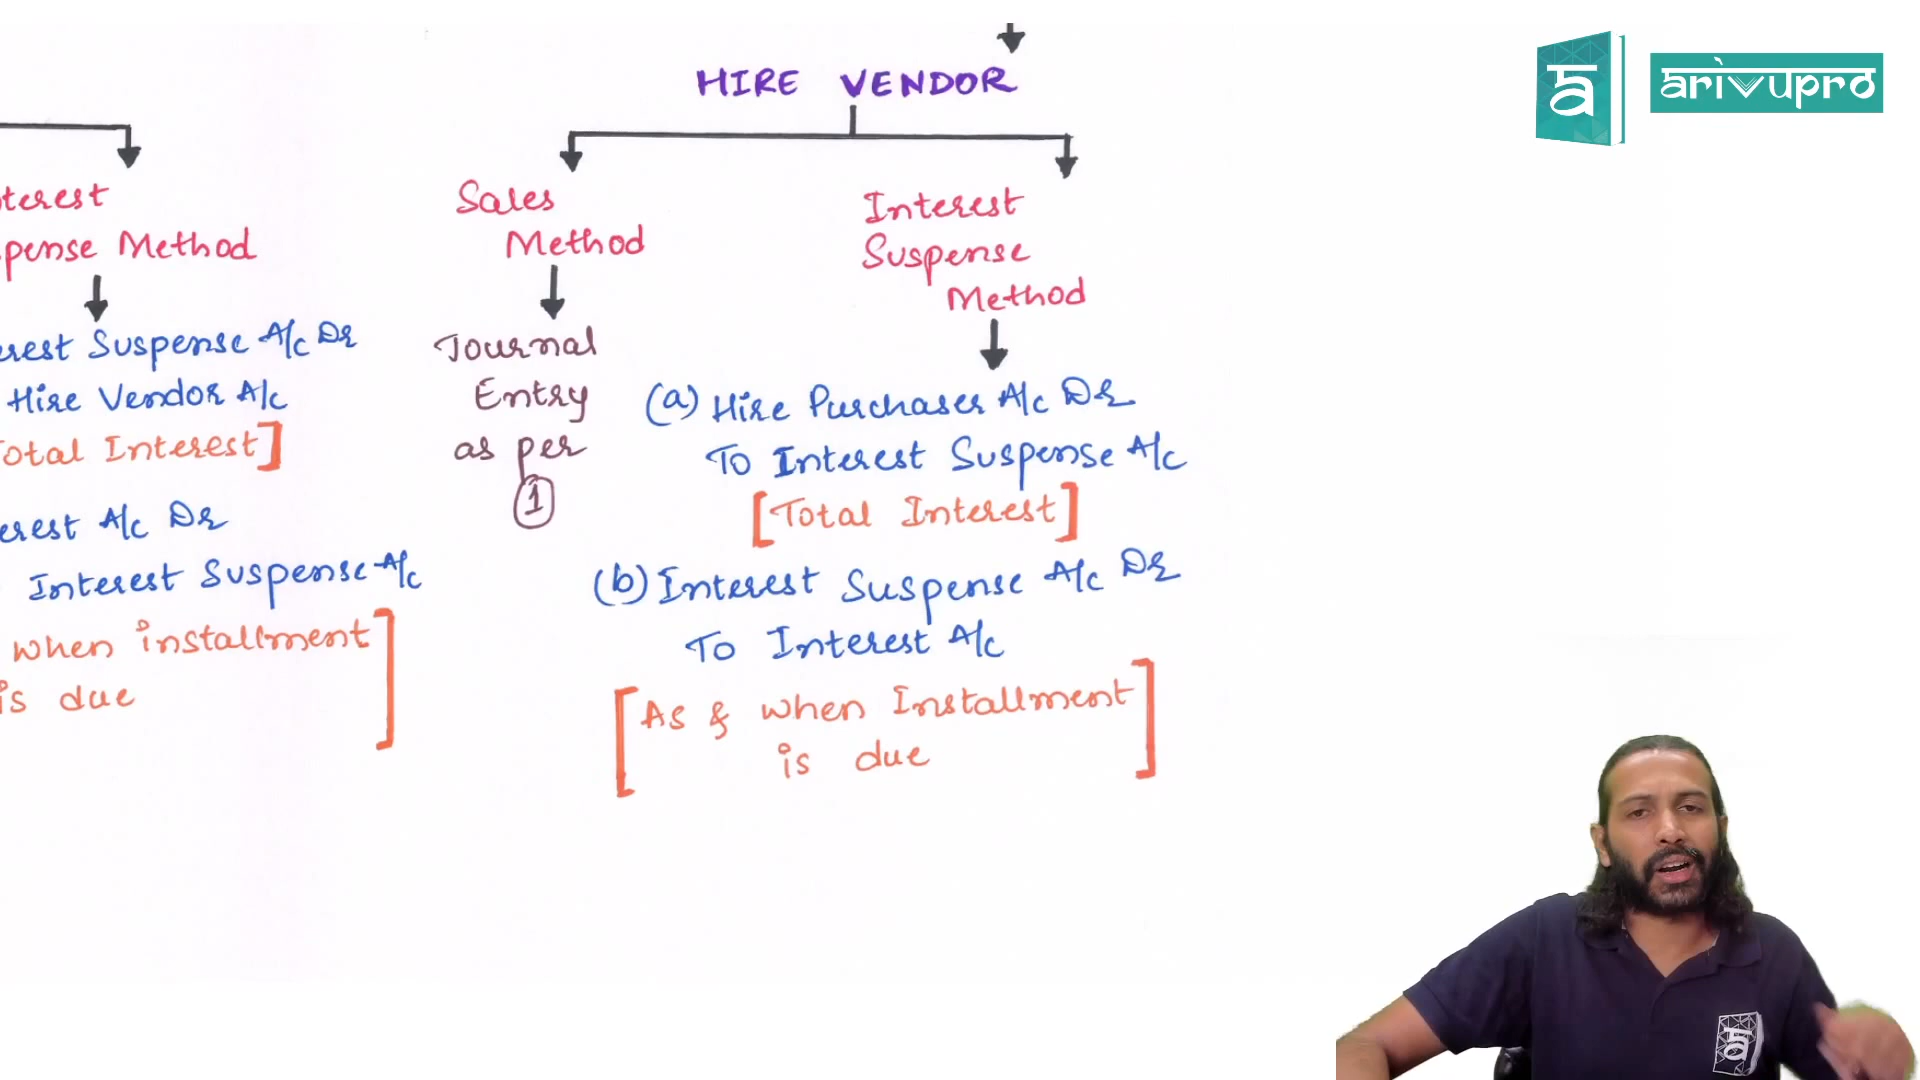 HIRE VENDOR
arivupro
Method
Suspense A/c Dr
Hire Vendor A/c
Interest]
A/c Dr
Interest Suspense A/c
when installment
is due
Sales
Method
Journal
Entry
as per
1
Interest
Suspense
Method
(a) Hire Purchaser A/c Dr
To Interest Suspense A/c
[Total Interest]
(b) Interest Suspense A/c Dr
To Interest A/c
[As & when Installment
is due]